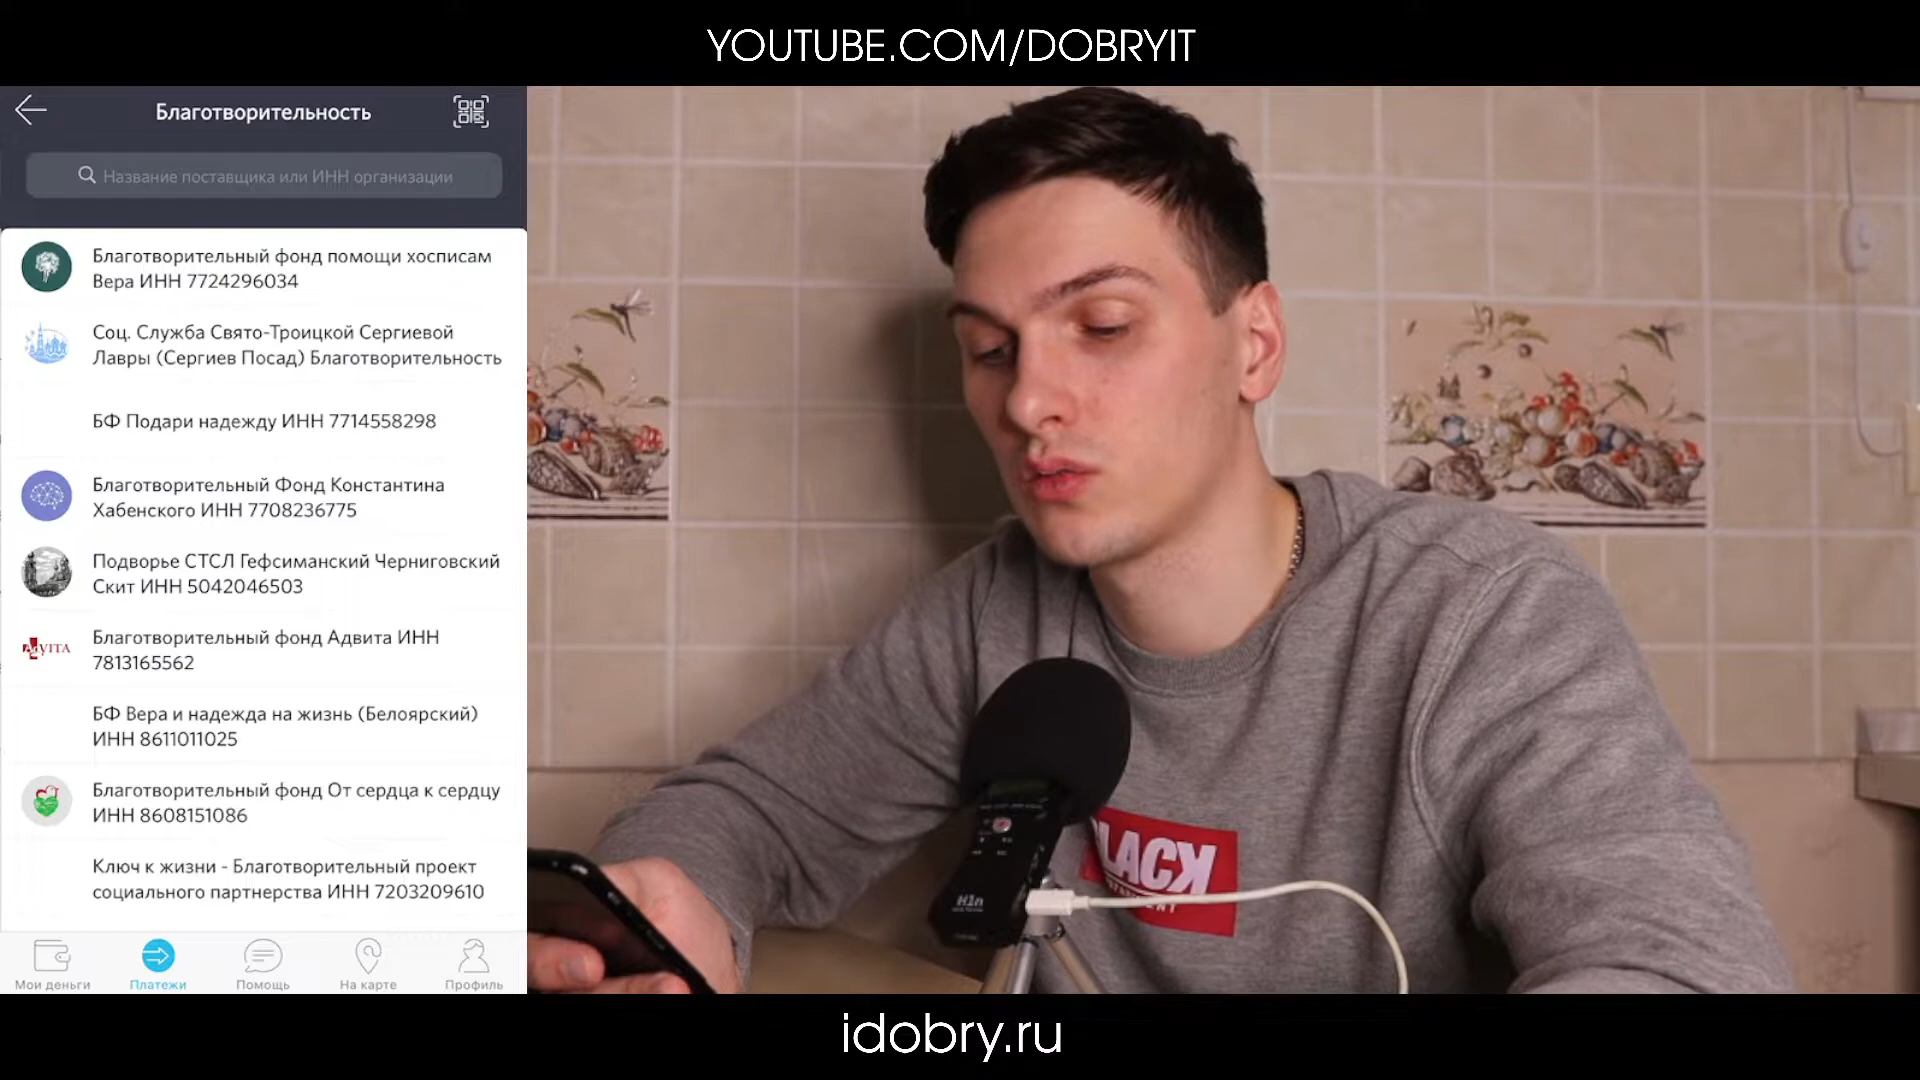 YOUTUBE.COM/DOBRYIT
Благотворительность
Название поставщика или ИНН организации
Благотворительный фонд помощи хосписам
Вера ИНН 7724296034
Соц. Служба Свято-Троицкой Сергиевой
Лавры (Сергиев Посад) Благотворительность
БФ Подари надежду ИНН 7714558298
Благотворительный Фонд Константина
Хабенского ИНН 7708236775
Подворье СТСЛ Гефсиманский Черниговский
Скит ИНН 5042046503
AdVITA
Благотворительный фонд Адвита ИНН
7813165562
БФ Вера и надежда на жизнь (Белоярский)
ИНН 8611011025
Благотворительный фонд От сердца к сердцу
ИНН 8608151086
Ключ к жизни - Благотворительный проект
социального партнерства ИНН 7203209610
Мои деньги
Платежи
Помощь
На карте
Профиль
H1n
LACK
idobry.ru